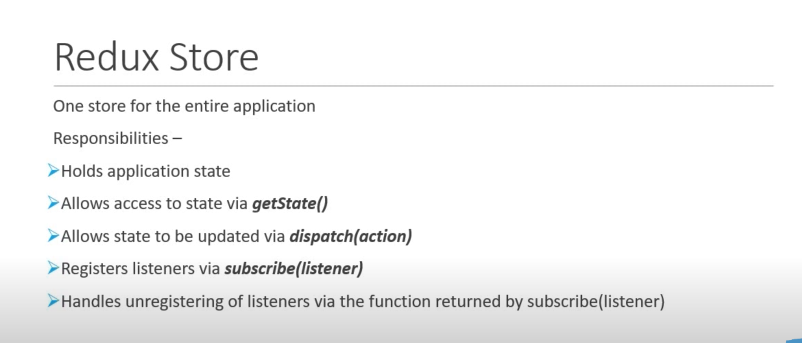 Redux Store
One store for the entire application
Responsibilities –
Holds application state
Allows access to state via getState()
Allows state to be updated via dispatch(action)
Registers listeners via subscribe(listener)
Handles unregistering of listeners via the function returned by subscribe(listener)